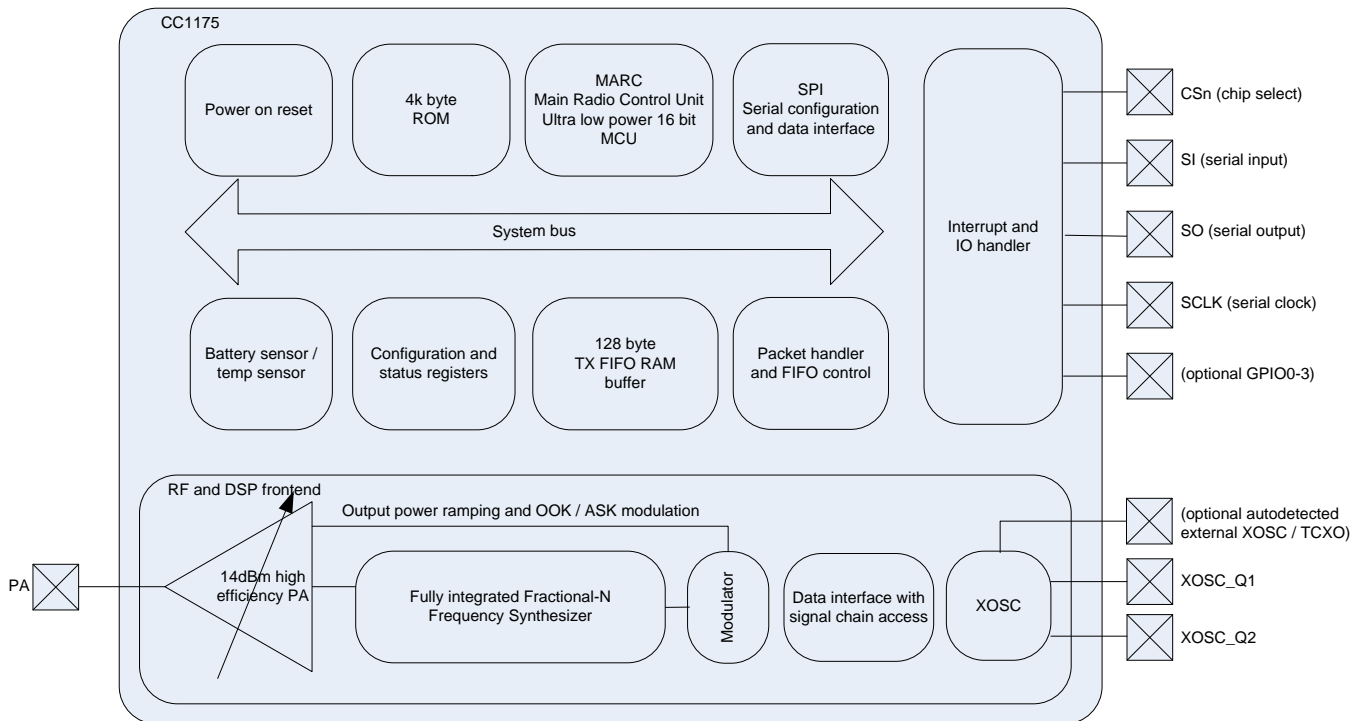 CC1175
Power on reset
4k byte
ROM
MARC
Main Radio Control Unit
Ultra low power 16 bit
MCU
SPI
Serial configuration
and data interface
System bus
Interrupt and
IO handler
CSn (chip select)
SI (serial input)
SO (serial output)
SCLK (serial clock)
(optional GPIO0-3)
Battery sensor /
temp sensor
Configuration and
status registers
128 byte
TX FIFO RAM
buffer
Packet handler
and FIFO control
RF and DSP frontend
Output power ramping and OOK / ASK modulation
PA
14dBm high
efficiency PA
Fully integrated Fractional-N
Frequency Synthesizer
Modulator
Data interface with
signal chain access
XOSC
(optional autodetected
external XOSC / TCXO)
XOSC_Q1
XOSC_Q2